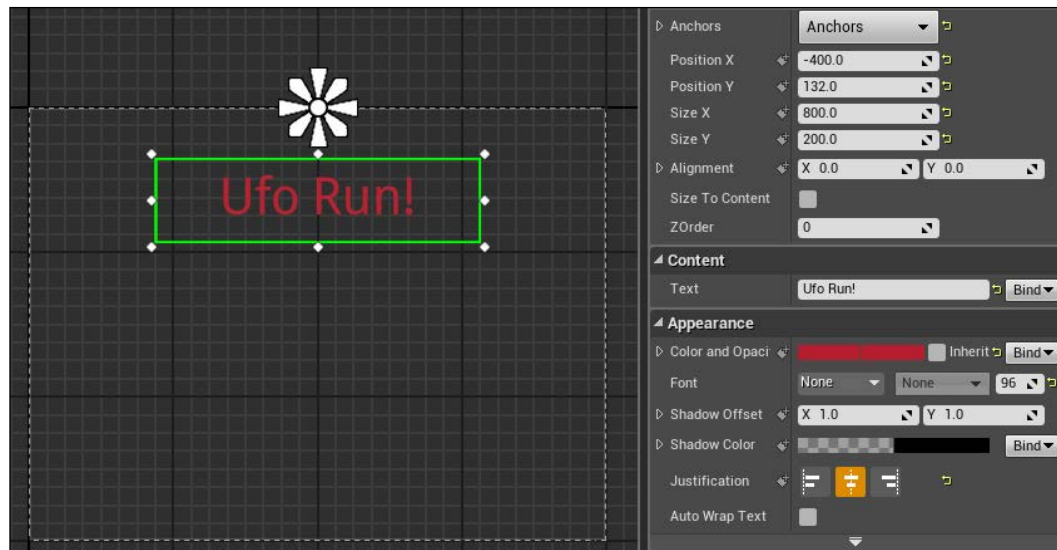 Ufo Run!
Anchors Anchors
Position X -400.0
Position Y 132.0
Size X 800.0
Size Y 200.0
Alignment X 0.0 Y 0.0
Size To Content
ZOrder 0
Content
Text Ufo Run! Bind
Appearance
Color and Opaci Inherit Bind
Font None None 96
Shadow Offset X 1.0 Y 1.0
Shadow Color Bind
Justification
Auto Wrap Text